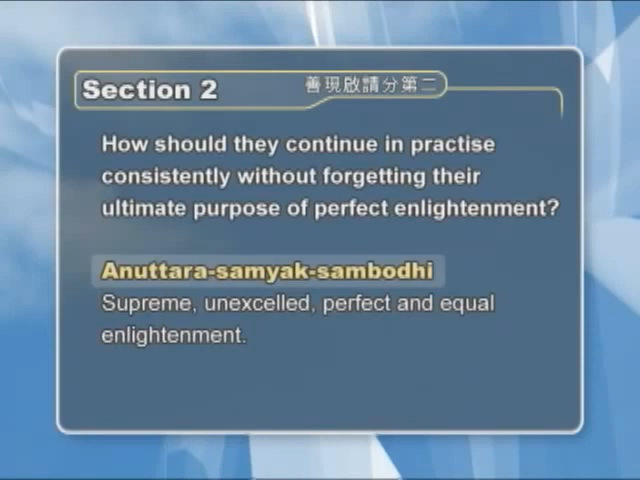 Section 2 善現啟請分第二
How should they continue in practise
consistently without forgetting their
ultimate purpose of perfect enlightenment?
Anuttara-samyak-sambodhi
Supreme, unexcelled, perfect and equal
enlightenment.